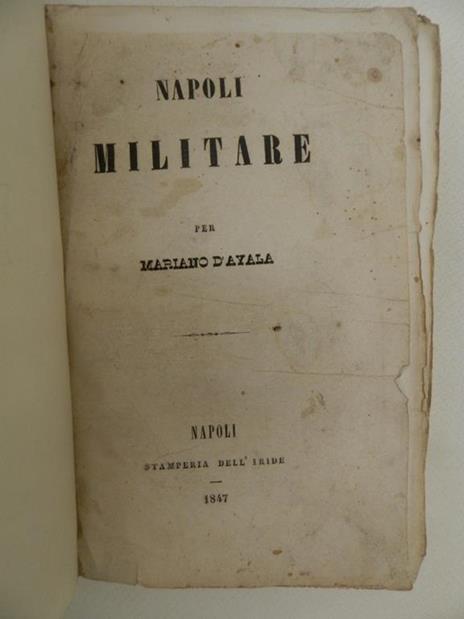 NAPOLI
MILITARE
PER
MARIANO D'AYALA
NAPOLI
STAMPERIA DELL'IRIDE
1847